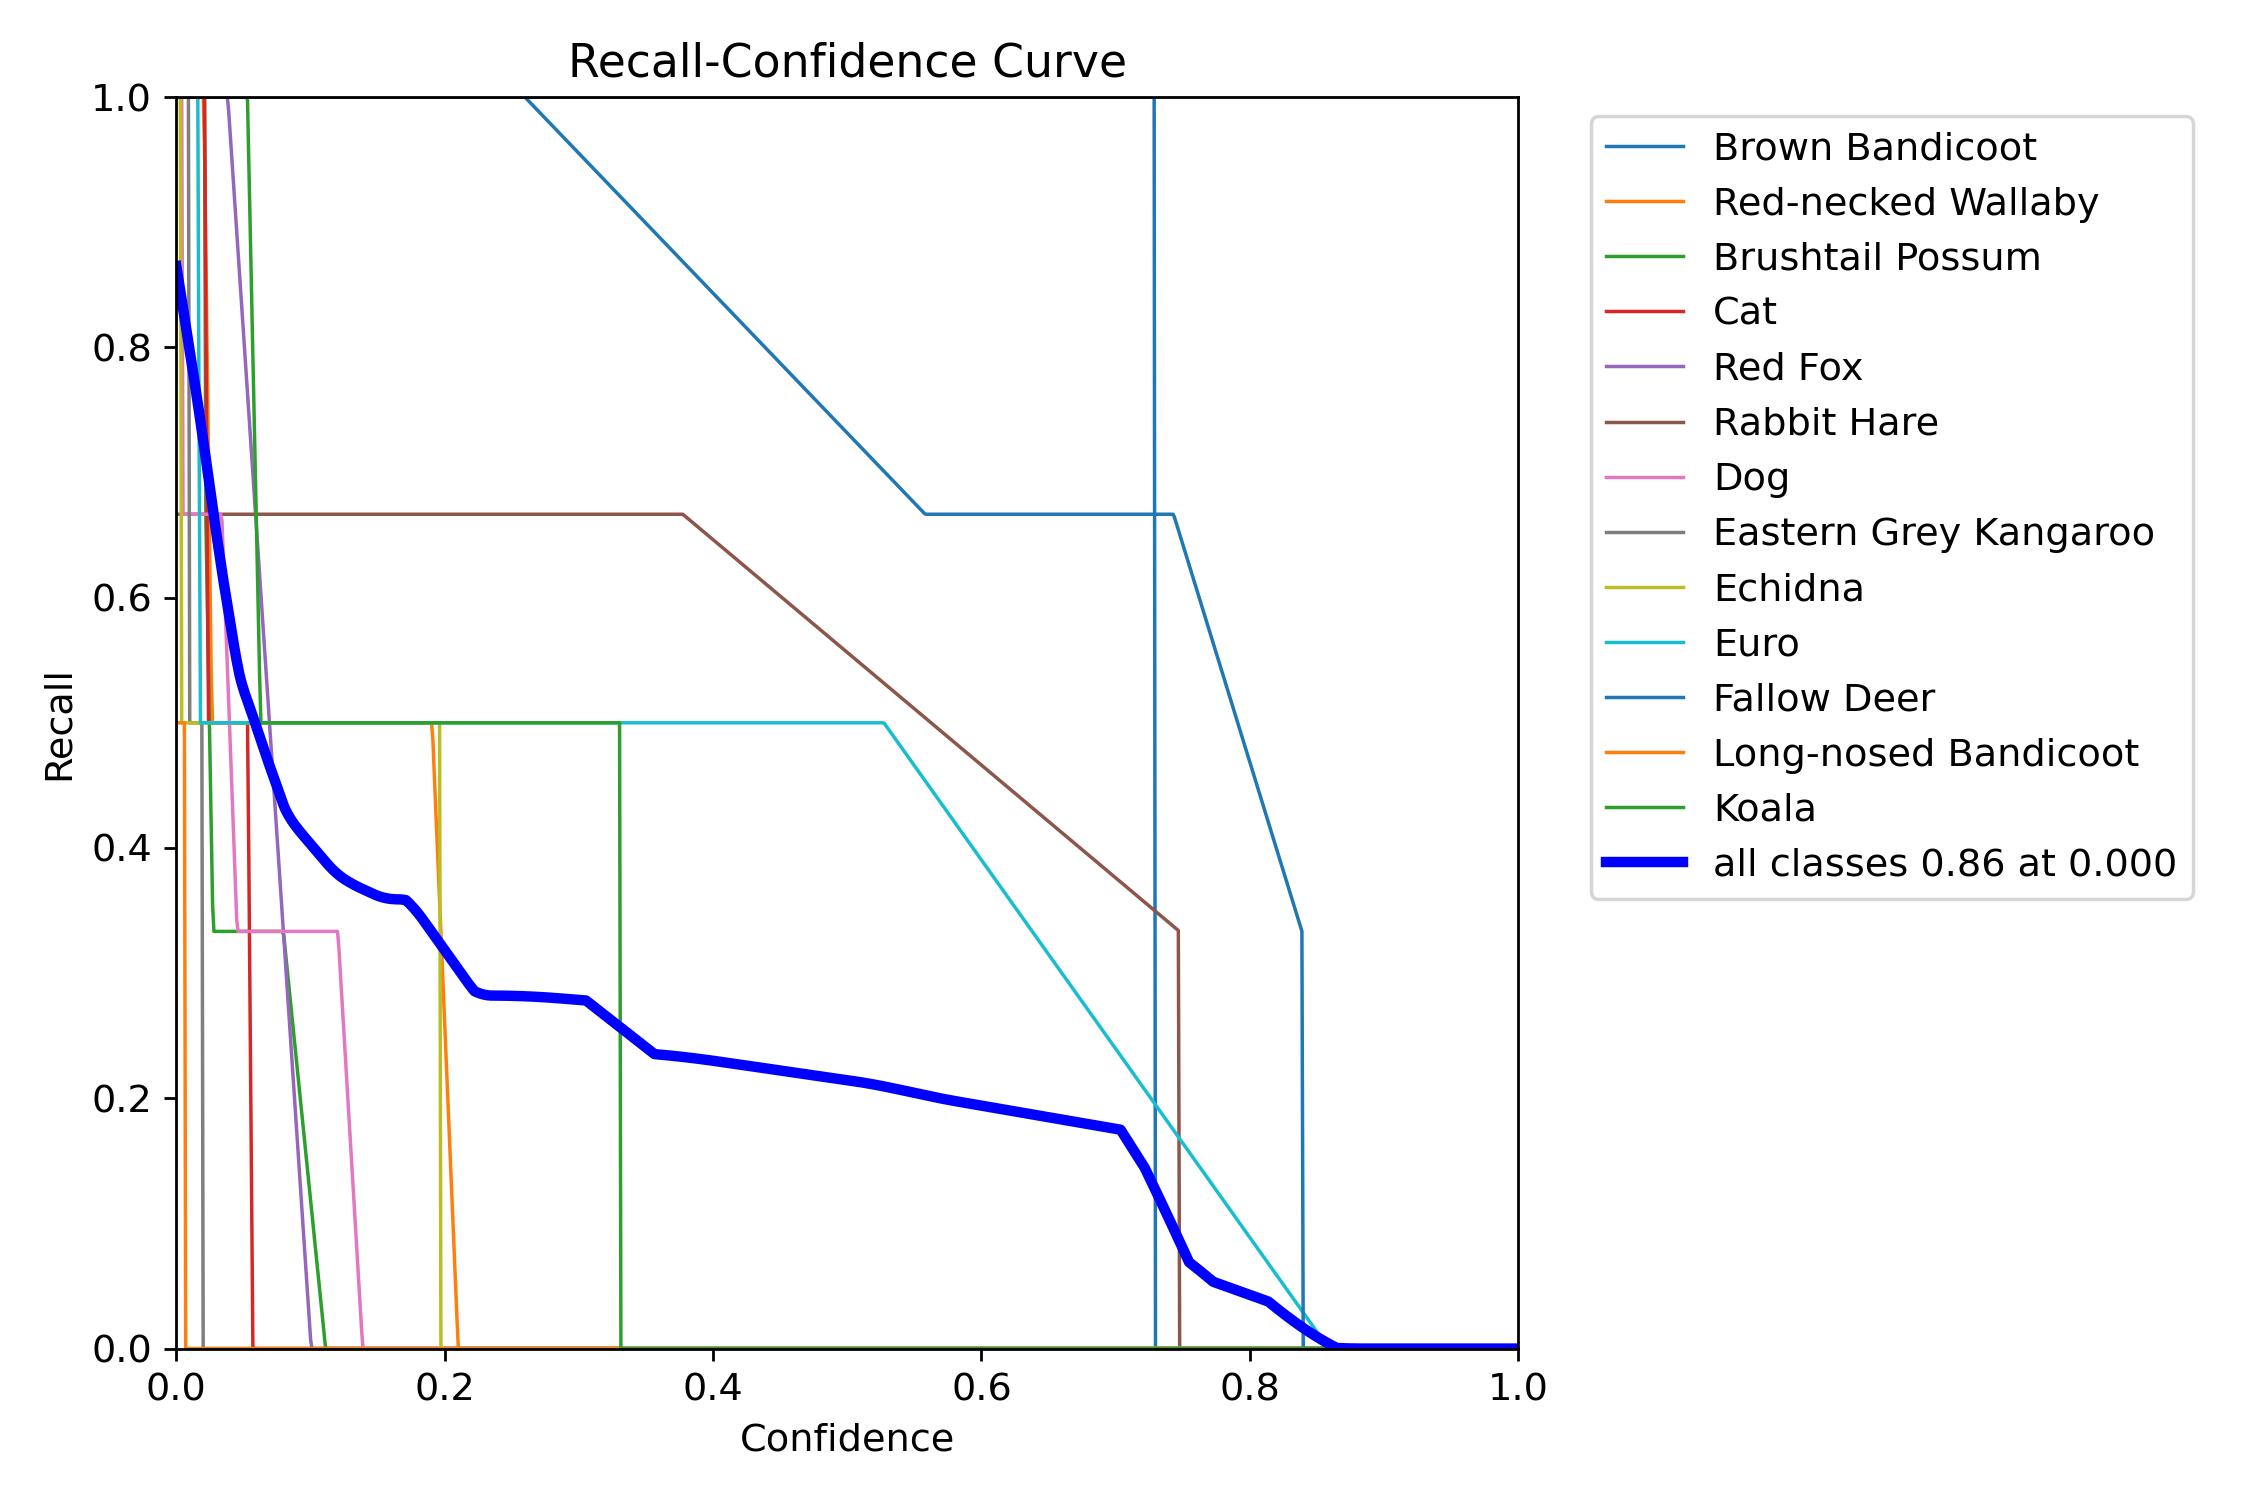 Recall-Confidence Curve
1.0
0.8
0.6
0.4
0.2
0.0
Recall
0.0 0.2 0.4 0.6 0.8 1.0
Confidence
Brown Bandicoot
Red-necked Wallaby
Brushtail Possum
Cat
Red Fox
Rabbit Hare
Dog
Eastern Grey Kangaroo
Echidna
Euro
Fallow Deer
Long-nosed Bandicoot
Koala
all classes 0.86 at 0.000